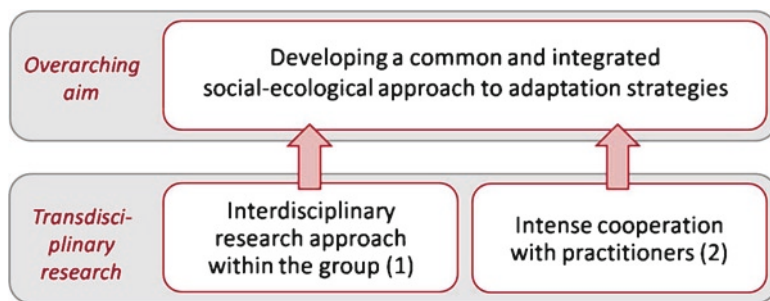 Overarching
aim
Developing a common and integrated
social-ecological approach to adaptation strategies
Transdisci-
plinary
research
Interdisciplinary
research approach
within the group (1)
Intense cooperation
with practitioners (2)